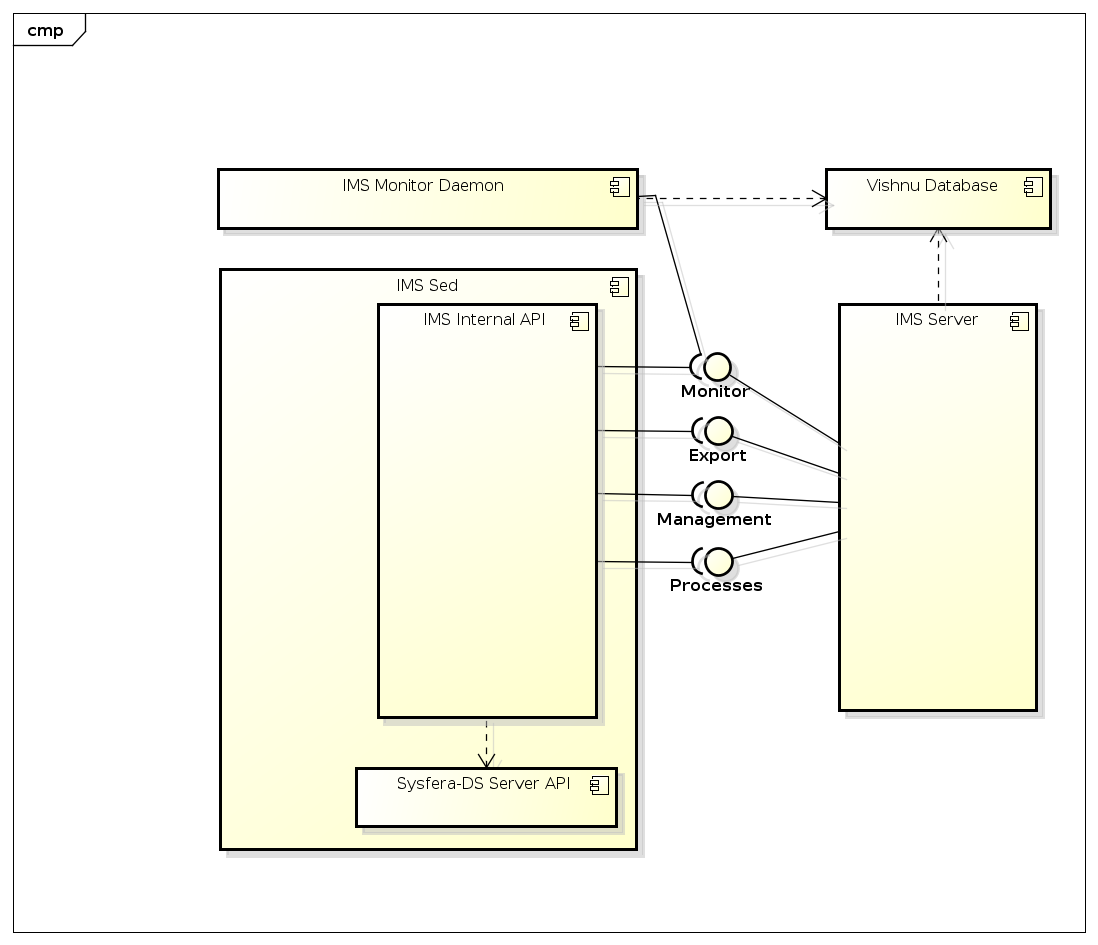 cmp
IMS Monitor Daemon
Vishnu Database
IMS Sed
IMS Internal API
IMS Server
Monitor
Export
Management
Processes
Sysfera-DS Server API